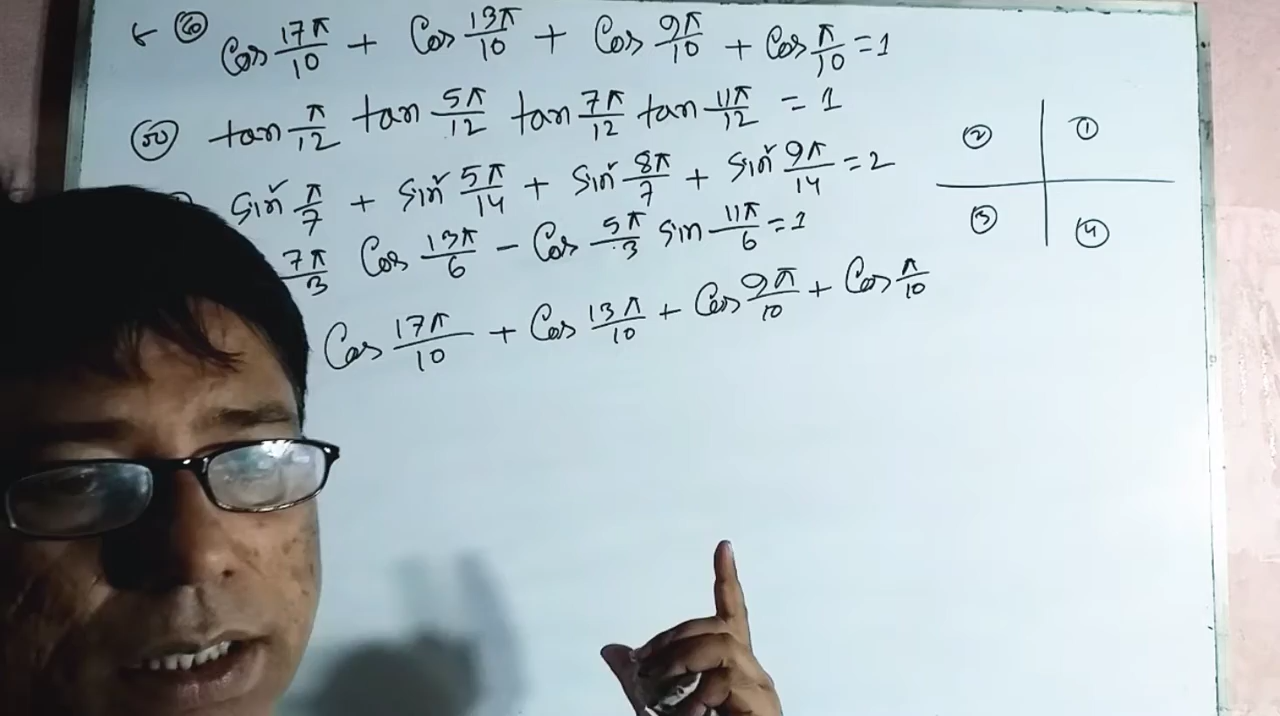 cos 17π/10 + cos 13π/10 + cos 9π/10 + cos π/10 = 1
tan π/12 tan 5π/12 tan 7π/12 tan 11π/12 = 1
② ①
sin² π/7 + sin² 5π/14 + sin² 8π/7 + sin² 9π/14 = 2
7π/3 cos 13π/6 - cos 5π/3 sin 11π/6 = 1
③ ④
cos 17π/10 + cos 13π/10 + cos 9π/10 + cos π/10